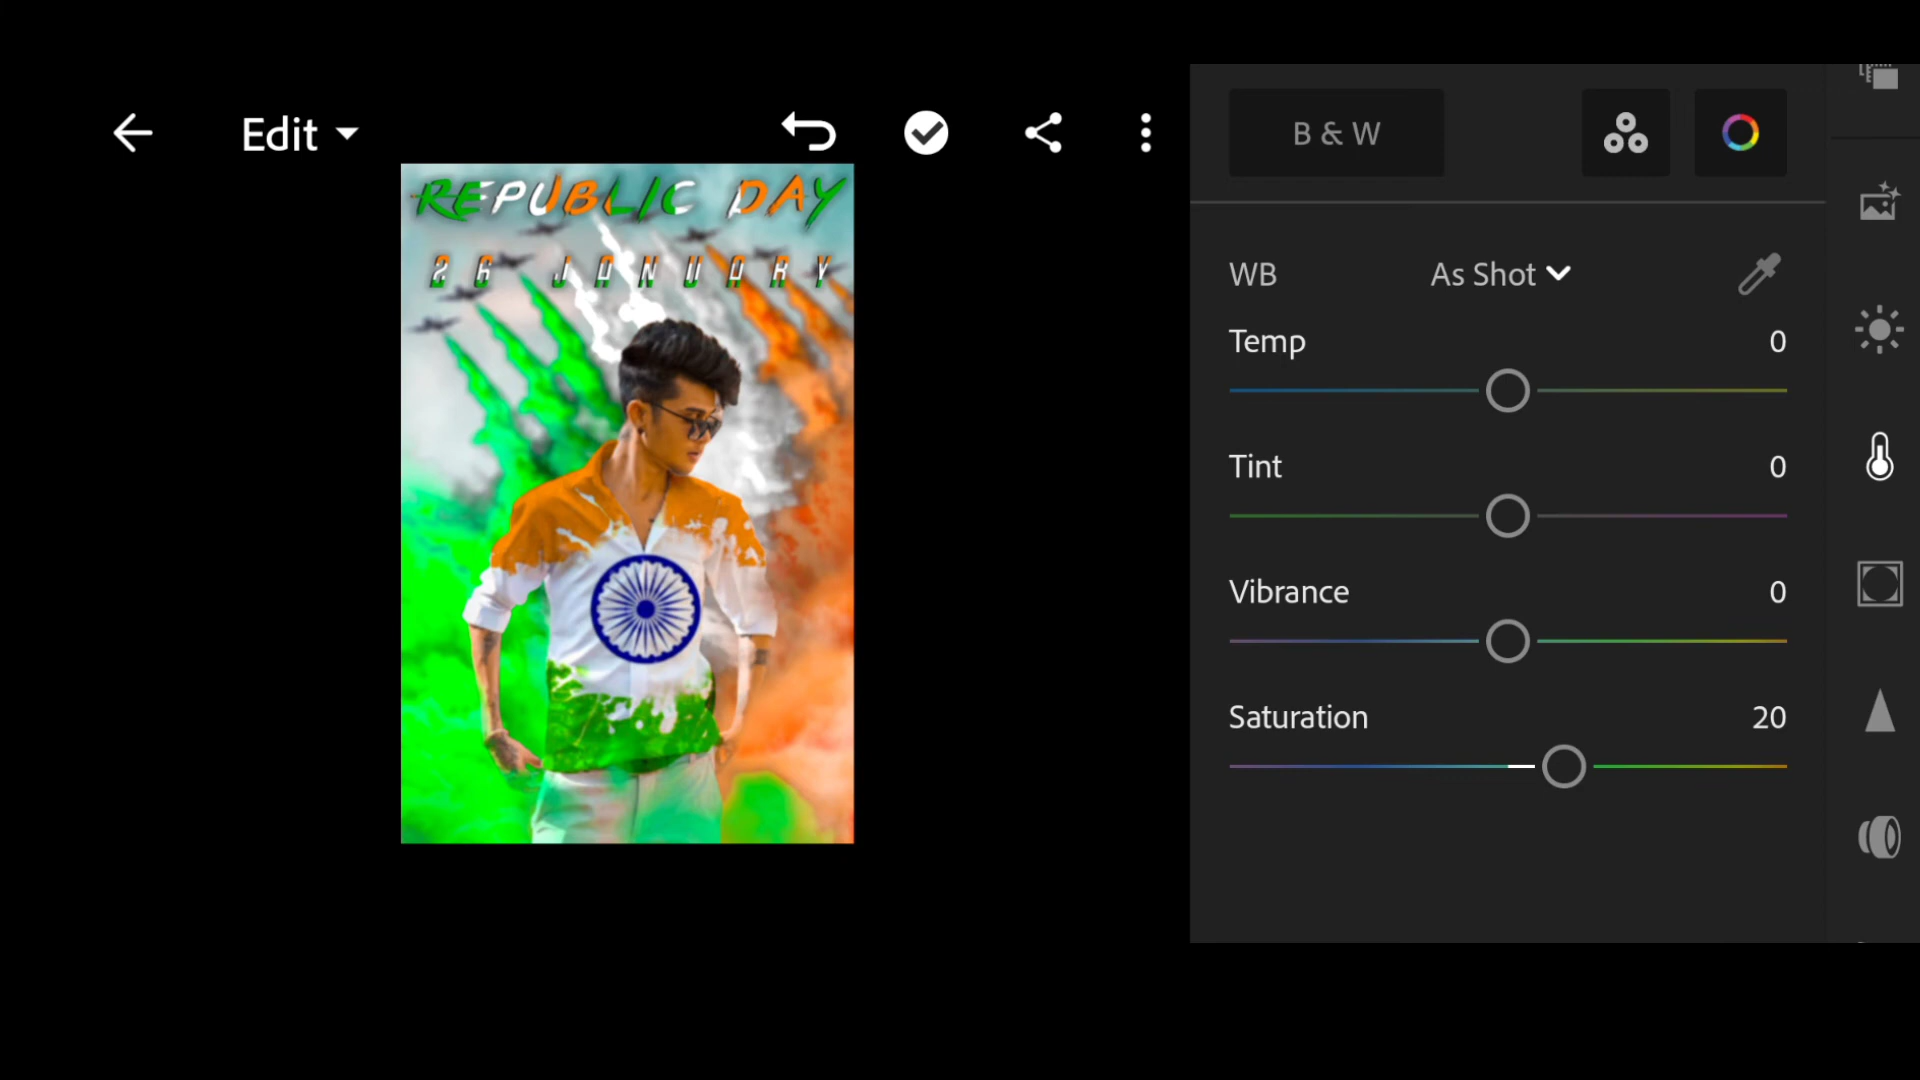 Edit
B & W
REPUBLIC DAY
26 JANUARY
WB As Shot
Temp 0
Tint 0
Vibrance 0
Saturation 20